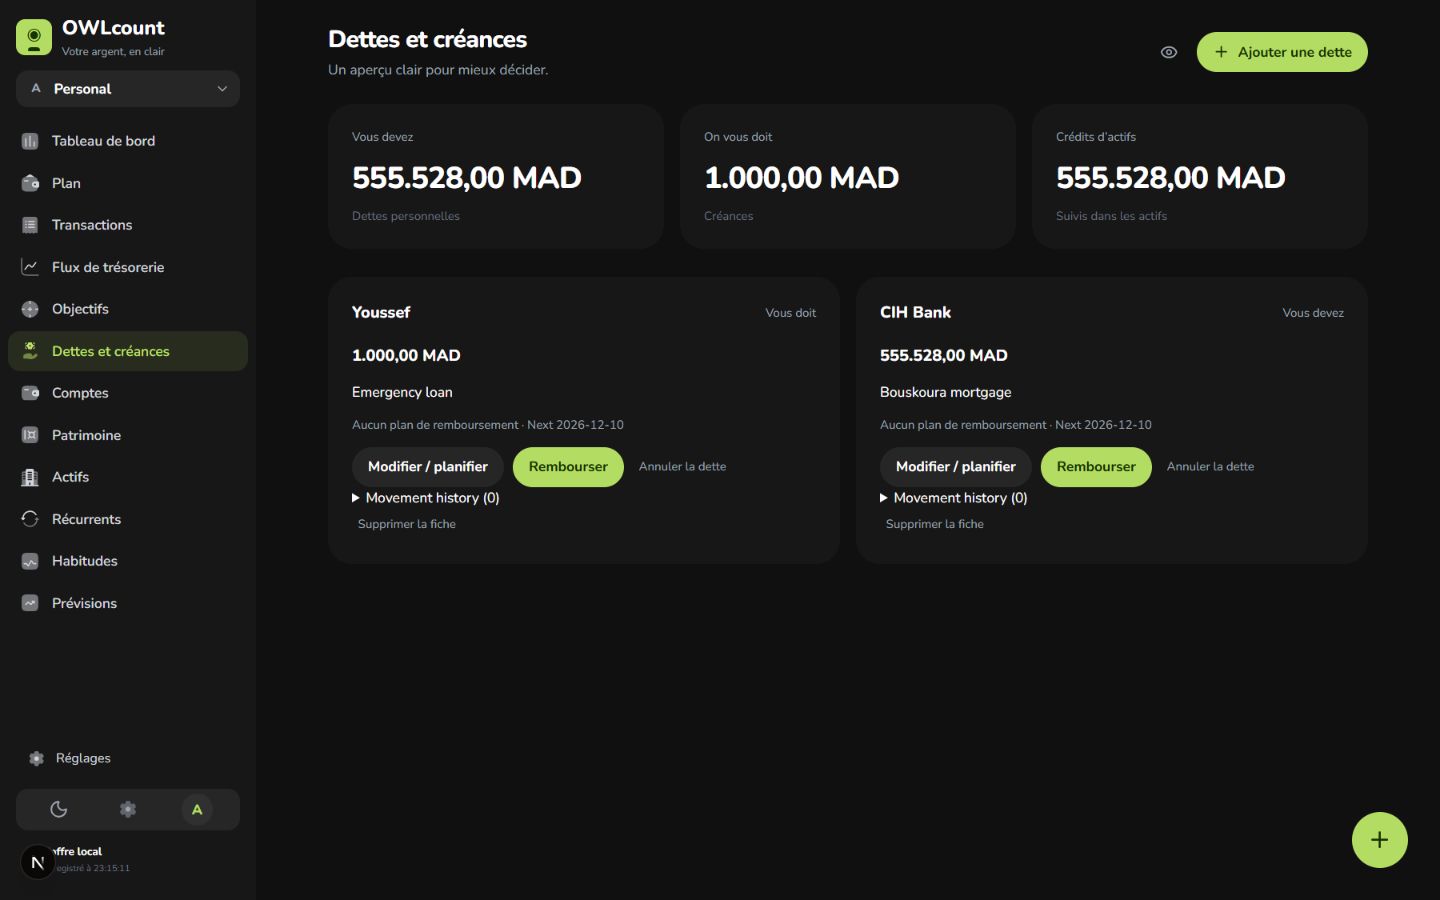 OWLcount
Votre argent, en clair
A Personal
Tableau de bord
Plan
Transactions
Flux de trésorerie
Objectifs
Dettes et créances
Comptes
Patrimoine
Actifs
Récurrents
Habitudes
Prévisions
Réglages
A
ffre local
egistré à 23:15:11
N
Dettes et créances
Un aperçu clair pour mieux décider.
+ Ajouter une dette
Vous devez
555.528,00 MAD
Dettes personnelles
On vous doit
1.000,00 MAD
Créances
Crédits d'actifs
555.528,00 MAD
Suivis dans les actifs
Youssef
Vous doit
1.000,00 MAD
Emergency loan
Aucun plan de remboursement · Next 2026-12-10
Modifier / planifier
Rembourser
Annuler la dette
Movement history (0)
Supprimer la fiche
CIH Bank
Vous devez
555.528,00 MAD
Bouskoura mortgage
Aucun plan de remboursement · Next 2026-12-10
Modifier / planifier
Rembourser
Annuler la dette
Movement history (0)
Supprimer la fiche
+